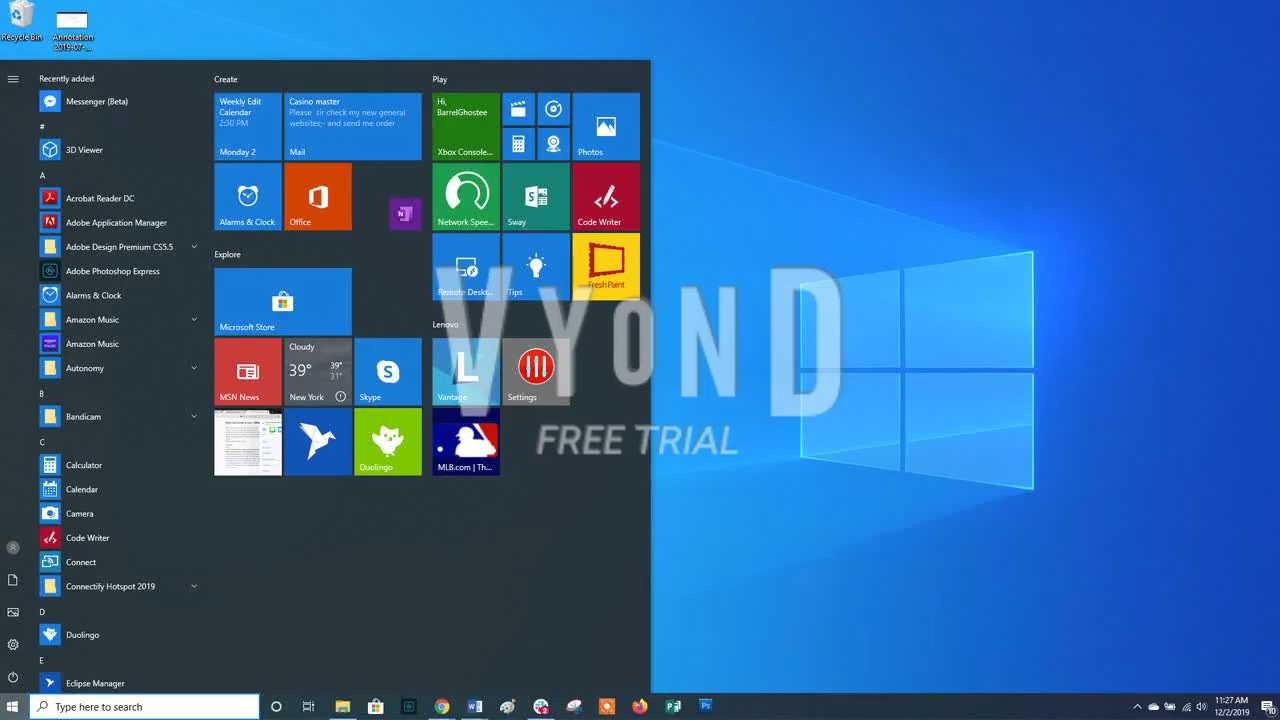 Recycle Bin
Annotation
2019-07-...
Recently added
Messenger (Beta)
#
3D Viewer
A
Acrobat Reader DC
Adobe Application Manager
Adobe Design Premium CS5.5
Adobe Photoshop Express
Alarms & Clock
Amazon Music
Amazon Music
Autonomy
B
Bandicam
C
Calculator
Calendar
Camera
Code Writer
Connect
Connectify Hotspot 2019
D
Duolingo
E
Eclipse Manager
Create
Weekly Edit
Calendar
2:30 PM
Monday 2
Casino master
Please sir check my new general
websites;- and send me order
Mail
Alarms & Clock
Office
Explore
Microsoft Store
MSN News
Cloudy
39°
39°
31°
New York
Skype
Duolingo
Play
Hi,
BarrelGhostee
Xbox Console...
Photos
Network Spee...
Sway
Code Writer
Remote Deskt...
Tips
Fresh Paint
Lenovo
L
Vantage
Settings
MLB.com | Th...
VYOND
FREE TRIAL
Type here to search
11:27 AM
12/2/2019